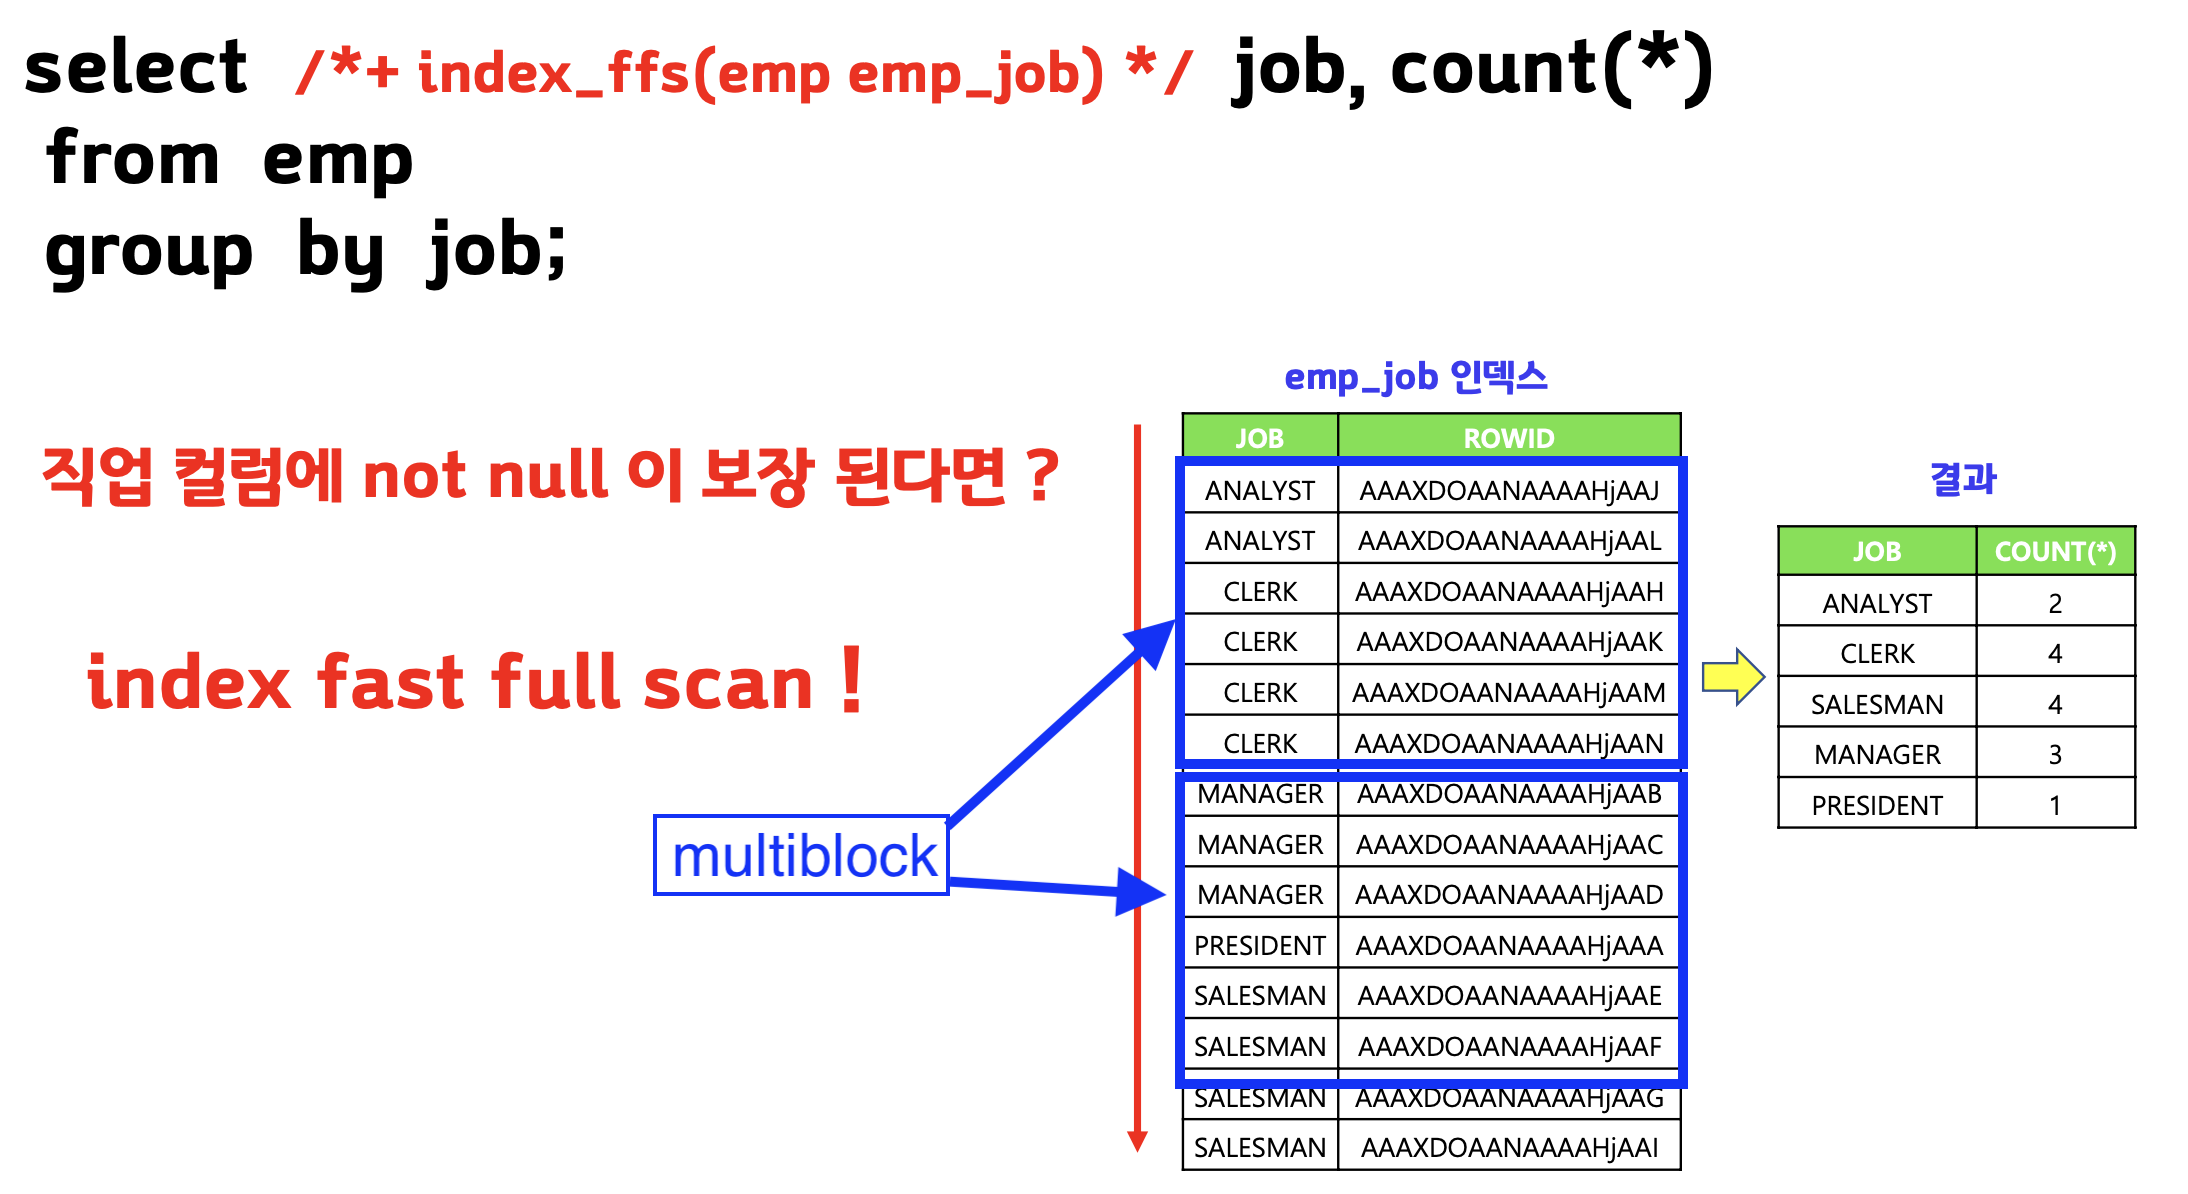 select /*+ index_ffs(emp emp_job) */ job, count(*)
from emp
group by job;
emp_job 인덱스
직업 컬럼에 not null 이 보장 된다면 ?
index fast full scan !
multiblock
JOB ROWID
ANALYST AAAXDOAANAAAAHjAAJ
ANALYST AAAXDOAANAAAAHjAAL
CLERK AAAXDOAANAAAAHjAAH
CLERK AAAXDOAANAAAAHjAAK
CLERK AAAXDOAANAAAAHjAAM
CLERK AAAXDOAANAAAAHjAAN
MANAGER AAAXDOAANAAAAHjAAB
MANAGER AAAXDOAANAAAAHjAAC
MANAGER AAAXDOAANAAAAHjAAD
PRESIDENT AAAXDOAANAAAAHjAAA
SALESMAN AAAXDOAANAAAAHjAAE
SALESMAN AAAXDOAANAAAAHjAAF
SALESMAN AAAXDOAANAAAAHjAAG
SALESMAN AAAXDOAANAAAAHjAAI
결과
JOB COUNT(*)
ANALYST 2
CLERK 4
SALESMAN 4
MANAGER 3
PRESIDENT 1